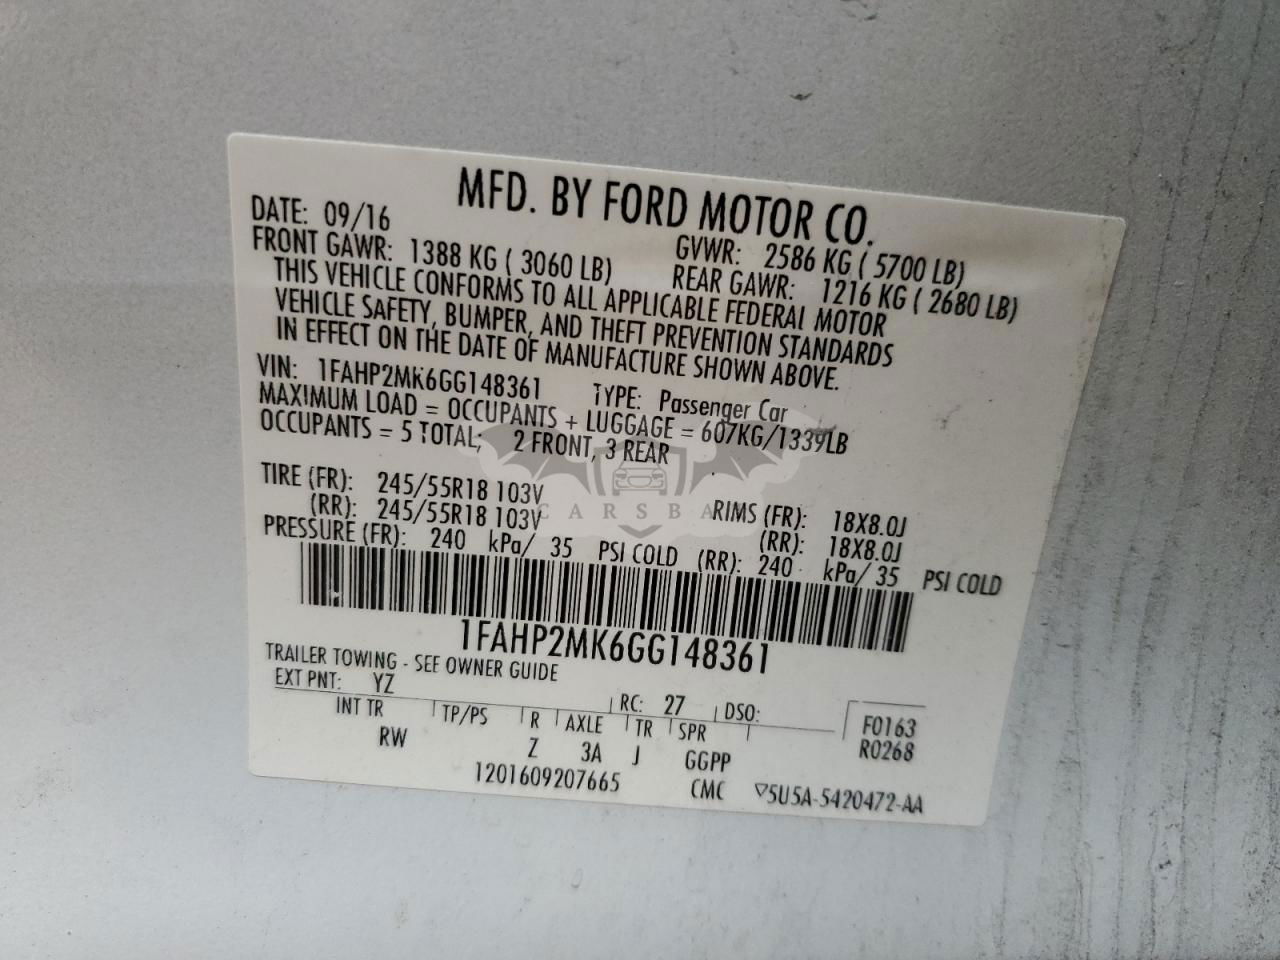 MFD. BY FORD MOTOR CO.
DATE: 09/16 GVWR: 2586 KG ( 5700 LB)
FRONT GAWR: 1388 KG ( 3060 LB) REAR GAWR: 1216 KG ( 2680 LB)
THIS VEHICLE CONFORMS TO ALL APPLICABLE FEDERAL MOTOR
VEHICLE SAFETY, BUMPER, AND THEFT PREVENTION STANDARDS
IN EFFECT ON THE DATE OF MANUFACTURE SHOWN ABOVE.
VIN: 1FAHP2MK6GG148361 TYPE: Passenger Car
MAXIMUM LOAD = OCCUPANTS + LUGGAGE = 607KG/1339LB
OCCUPANTS = 5 TOTAL; 2 FRONT, 3 REAR
TIRE (FR): 245/55R18 103V RIMS (FR): 18X8.0J
(RR): 245/55R18 103V (RR): 18X8.0J
PRESSURE (FR): 240 kPa/ 35 PSI COLD (RR): 240 kPa/ 35 PSI COLD
CARSBA
1FAHP2MK6GG148361
TRAILER TOWING - SEE OWNER GUIDE
EXT PNT: YZ RC: 27 DSO: F0163
INT TR TP/PS R AXLE TR SPR R0268
RW Z 3A J GGPP
1201609207665 CMC ▽5U5A-5420472-AA